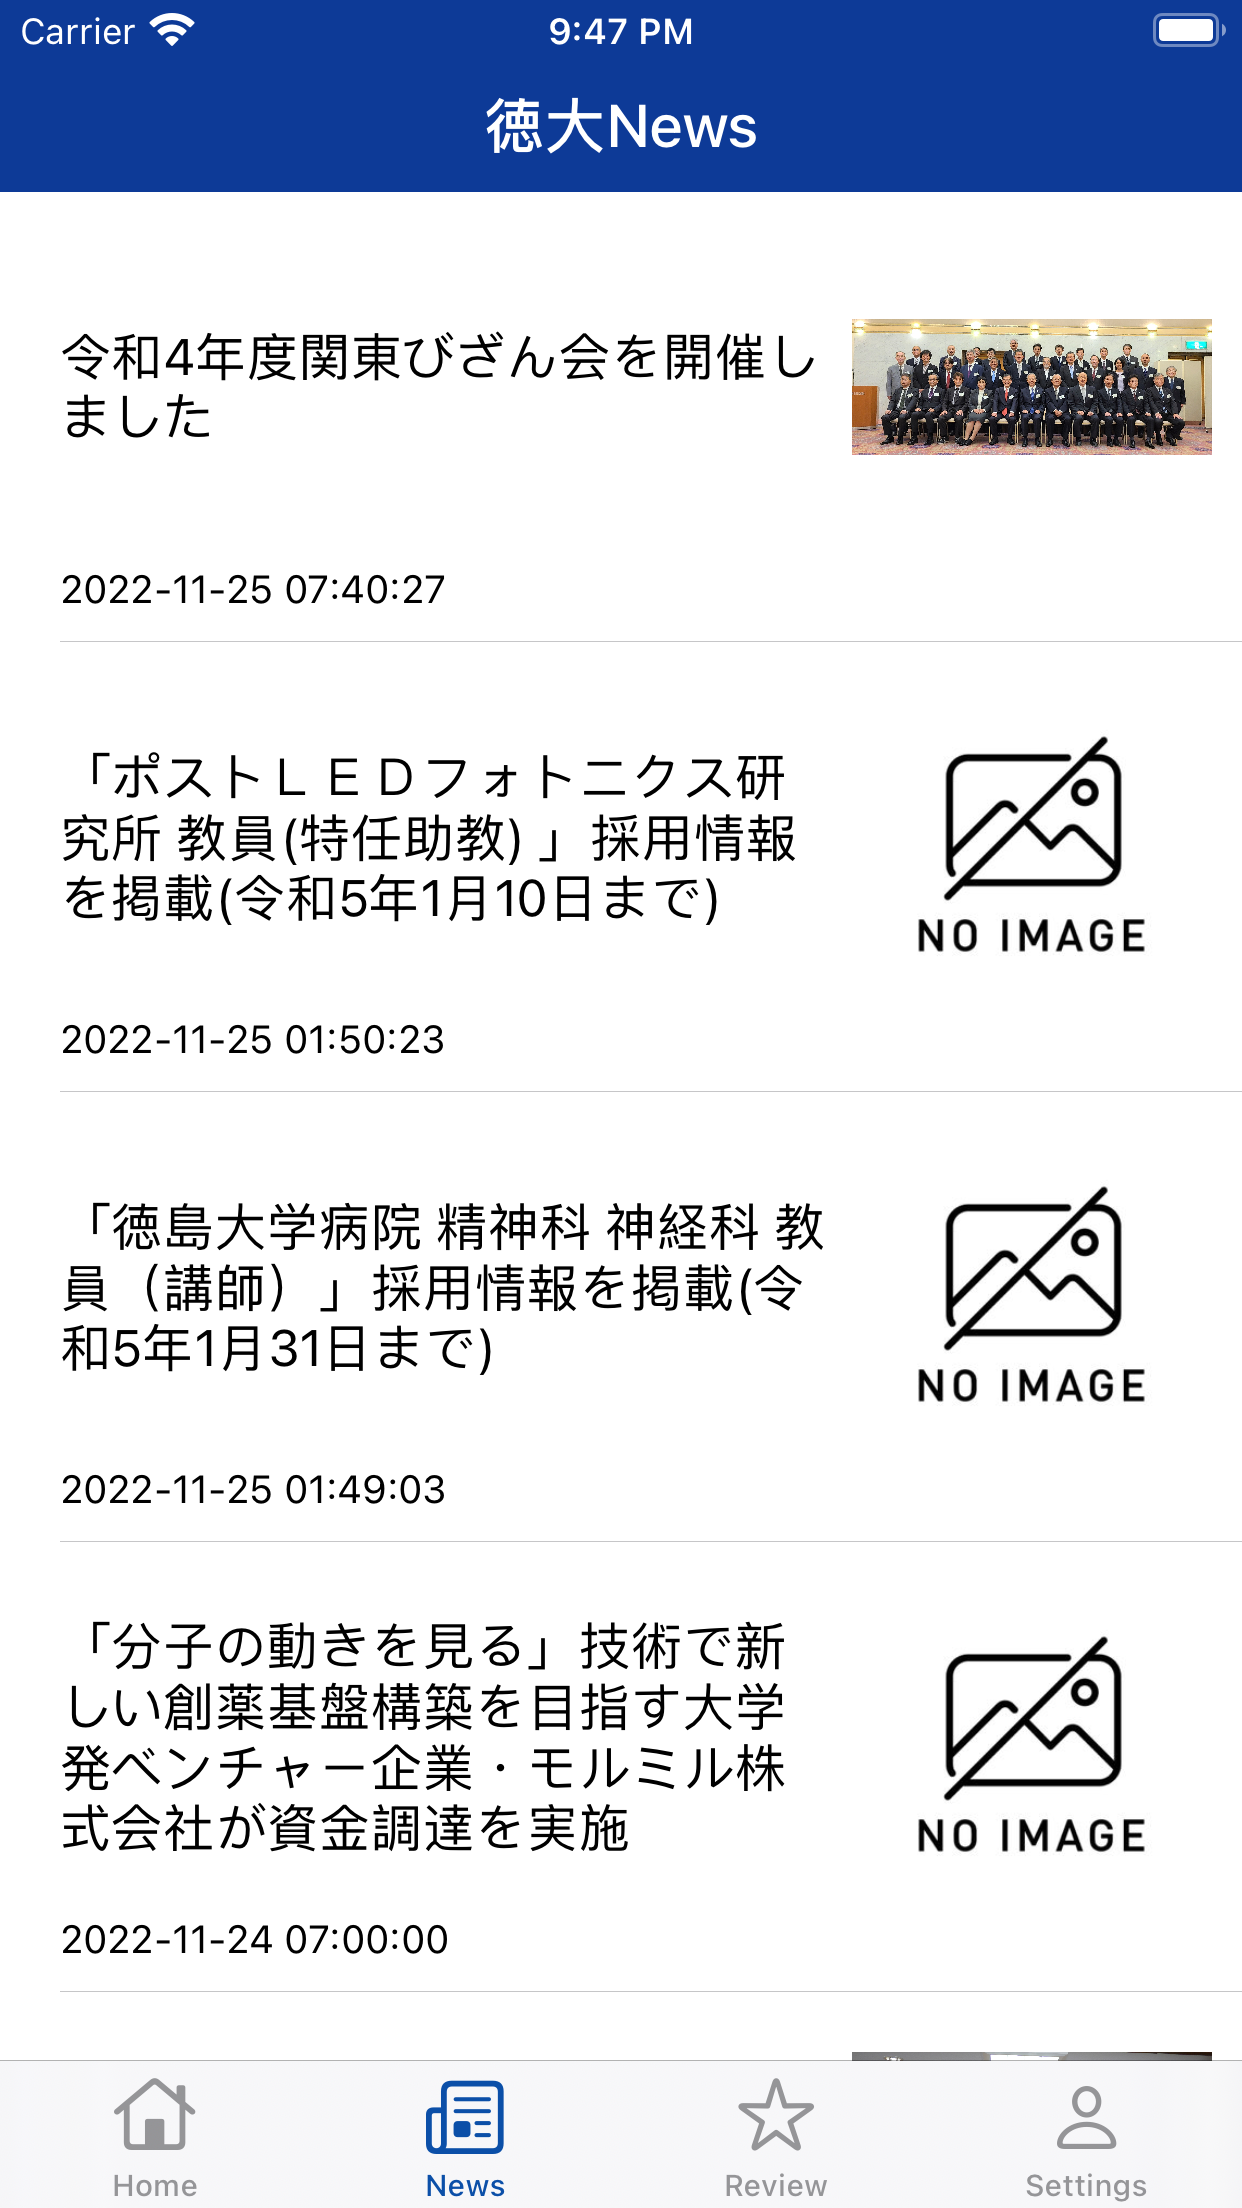 Carrier 9:47 PM
徳大News
令和4年度関東びざん会を開催し
ました
2022-11-25 07:40:27
「ポストＬＥＤフォトニクス研
究所 教員(特任助教) 」採用情報
を掲載(令和5年1月10日まで)
NO IMAGE
2022-11-25 01:50:23
「徳島大学病院 精神科 神経科 教
員（講師）」採用情報を掲載(令
和5年1月31日まで)
NO IMAGE
2022-11-25 01:49:03
「分子の動きを見る」技術で新
しい創薬基盤構築を目指す大学
発ベンチャー企業・モルミル株
式会社が資金調達を実施
NO IMAGE
2022-11-24 07:00:00
Home News Review Settings